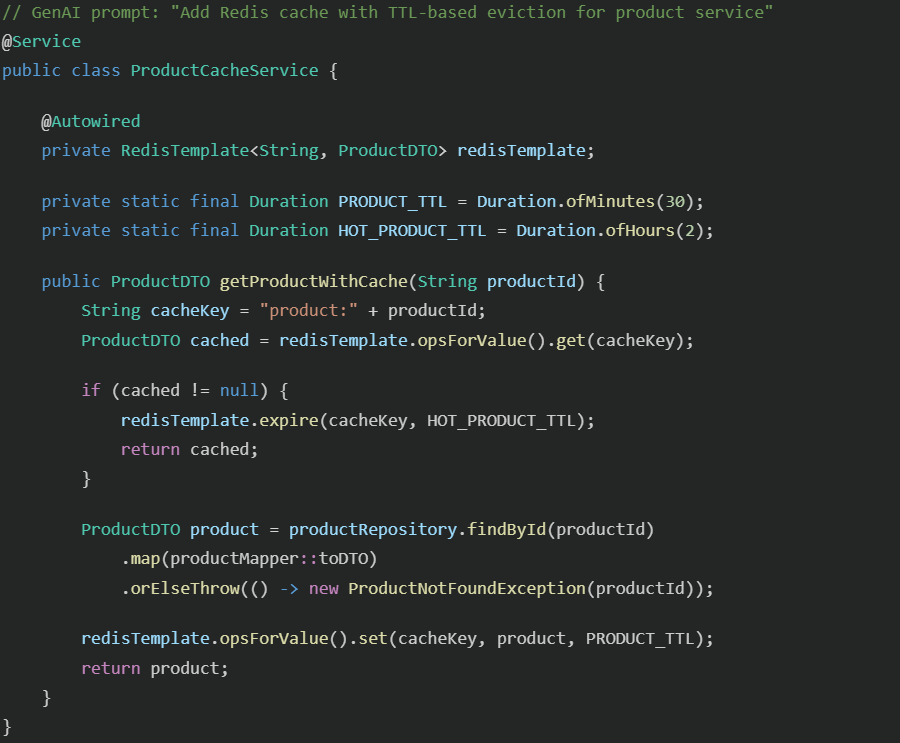 // GenAI prompt: "Add Redis cache with TTL-based eviction for product service"
@Service
public class ProductCacheService {
@Autowired
private RedisTemplate<String, ProductDTO> redisTemplate;
private static final Duration PRODUCT_TTL = Duration.ofMinutes(30);
private static final Duration HOT_PRODUCT_TTL = Duration.ofHours(2);
public ProductDTO getProductWithCache(String productId) {
String cacheKey = "product:" + productId;
ProductDTO cached = redisTemplate.opsForValue().get(cacheKey);
if (cached != null) {
redisTemplate.expire(cacheKey, HOT_PRODUCT_TTL);
return cached;
}
ProductDTO product = productRepository.findById(productId)
.map(productMapper::toDTO)
.orElseThrow(() -> new ProductNotFoundException(productId));
redisTemplate.opsForValue().set(cacheKey, product, PRODUCT_TTL);
return product;
}
}